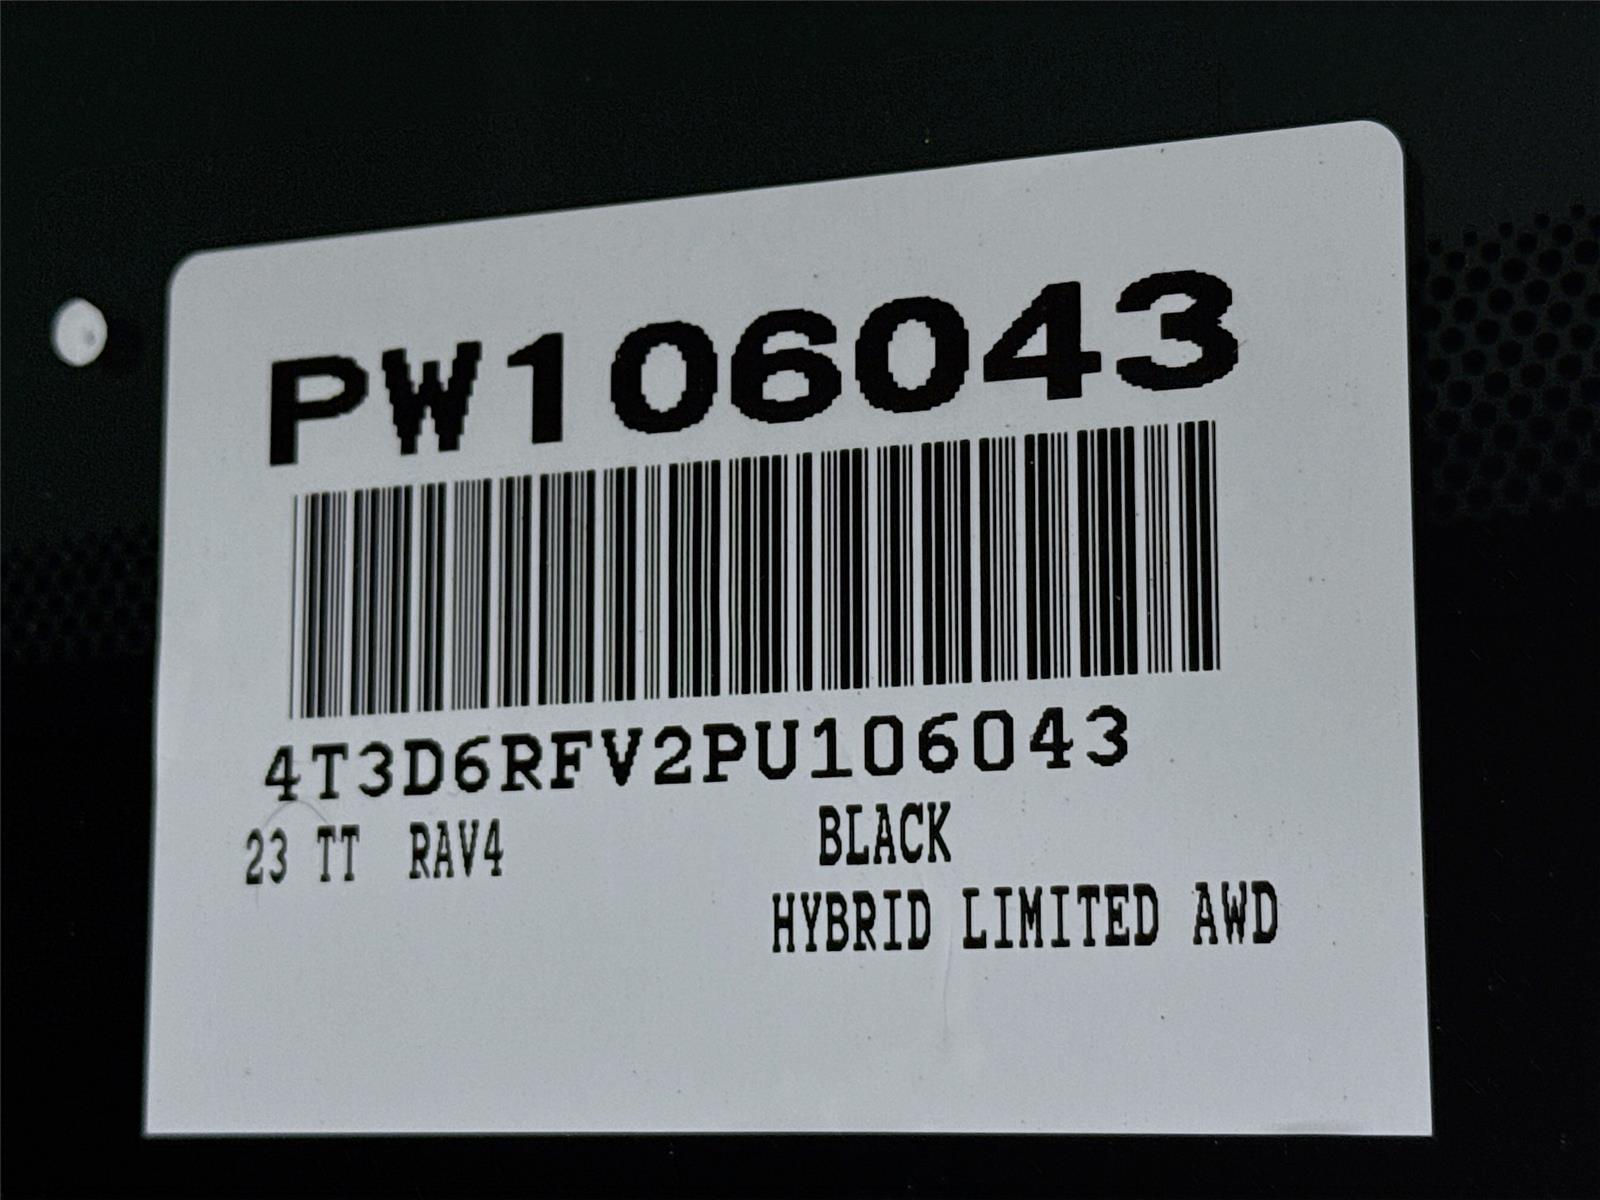 PW106043
4T3D6RFV2PU106043
23 TT RAV4 BLACK
HYBRID LIMITED AWD